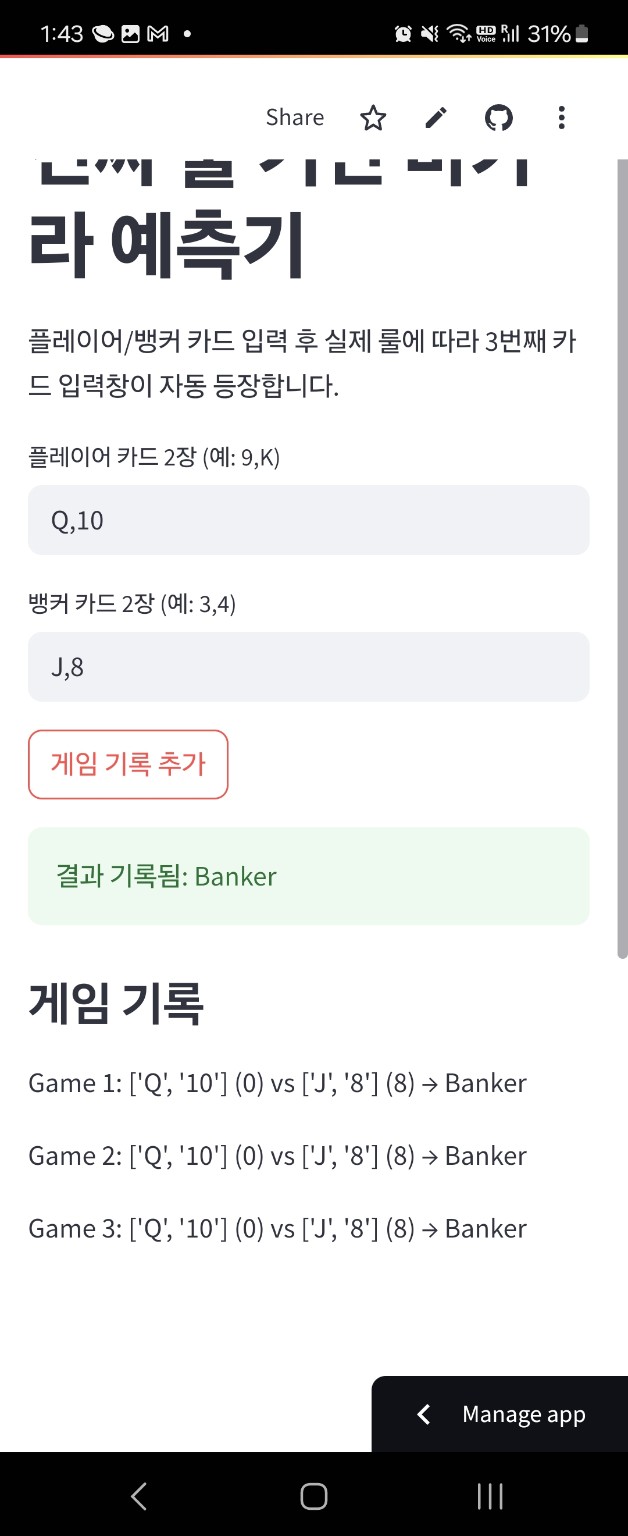 1:43
HD Voice
R
31%
Share
라 예측기
플레이어/뱅커 카드 입력 후 실제 룰에 따라 3번째 카
드 입력창이 자동 등장합니다.
플레이어 카드 2장 (예: 9,K)
Q,10
뱅커 카드 2장 (예: 3,4)
J,8
게임 기록 추가
결과 기록됨: Banker
게임 기록
Game 1: ['Q', '10'] (0) vs ['J', '8'] (8) → Banker
Game 2: ['Q', '10'] (0) vs ['J', '8'] (8) → Banker
Game 3: ['Q', '10'] (0) vs ['J', '8'] (8) → Banker
Manage app